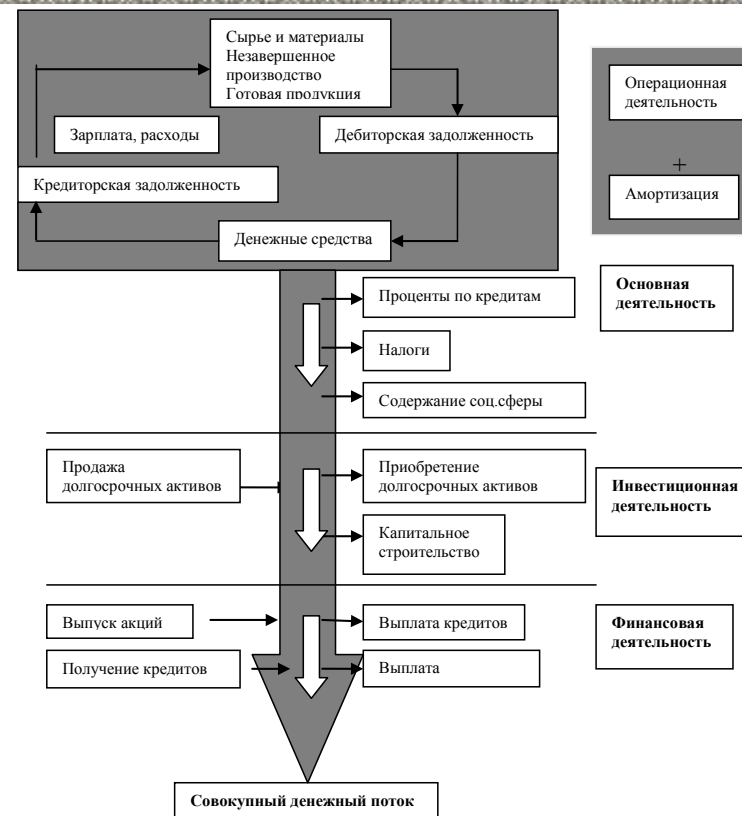 Сырье и материалы
Незавершенное
производство
Готовая продукция
Операционная
деятельность
Зарплата, расходы
Дебиторская задолженность
+
Кредиторская задолженность
Амортизация
Денежные средства
Проценты по кредитам
Основная
деятельность
Налоги
Содержание соц.сферы
Продажа
долгосрочных активов
Приобретение
долгосрочных активов
Инвестиционная
деятельность
Капитальное
строительство
Выпуск акций
Выплата кредитов
Финансовая
деятельность
Получение кредитов
Выплата
Совокупный денежный поток